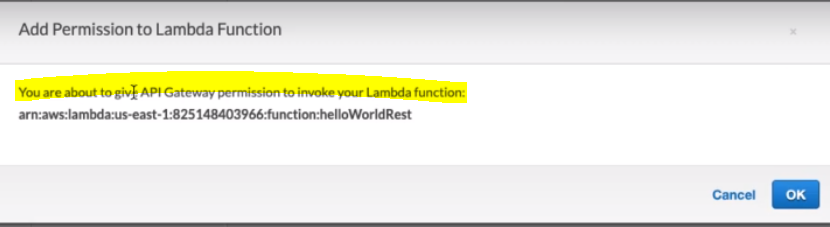 Add Permission to Lambda Function
×
You are about to give API Gateway permission to invoke your Lambda function:
arn:aws:lambda:us-east-1:825148403966:function:helloWorldRest
Cancel OK